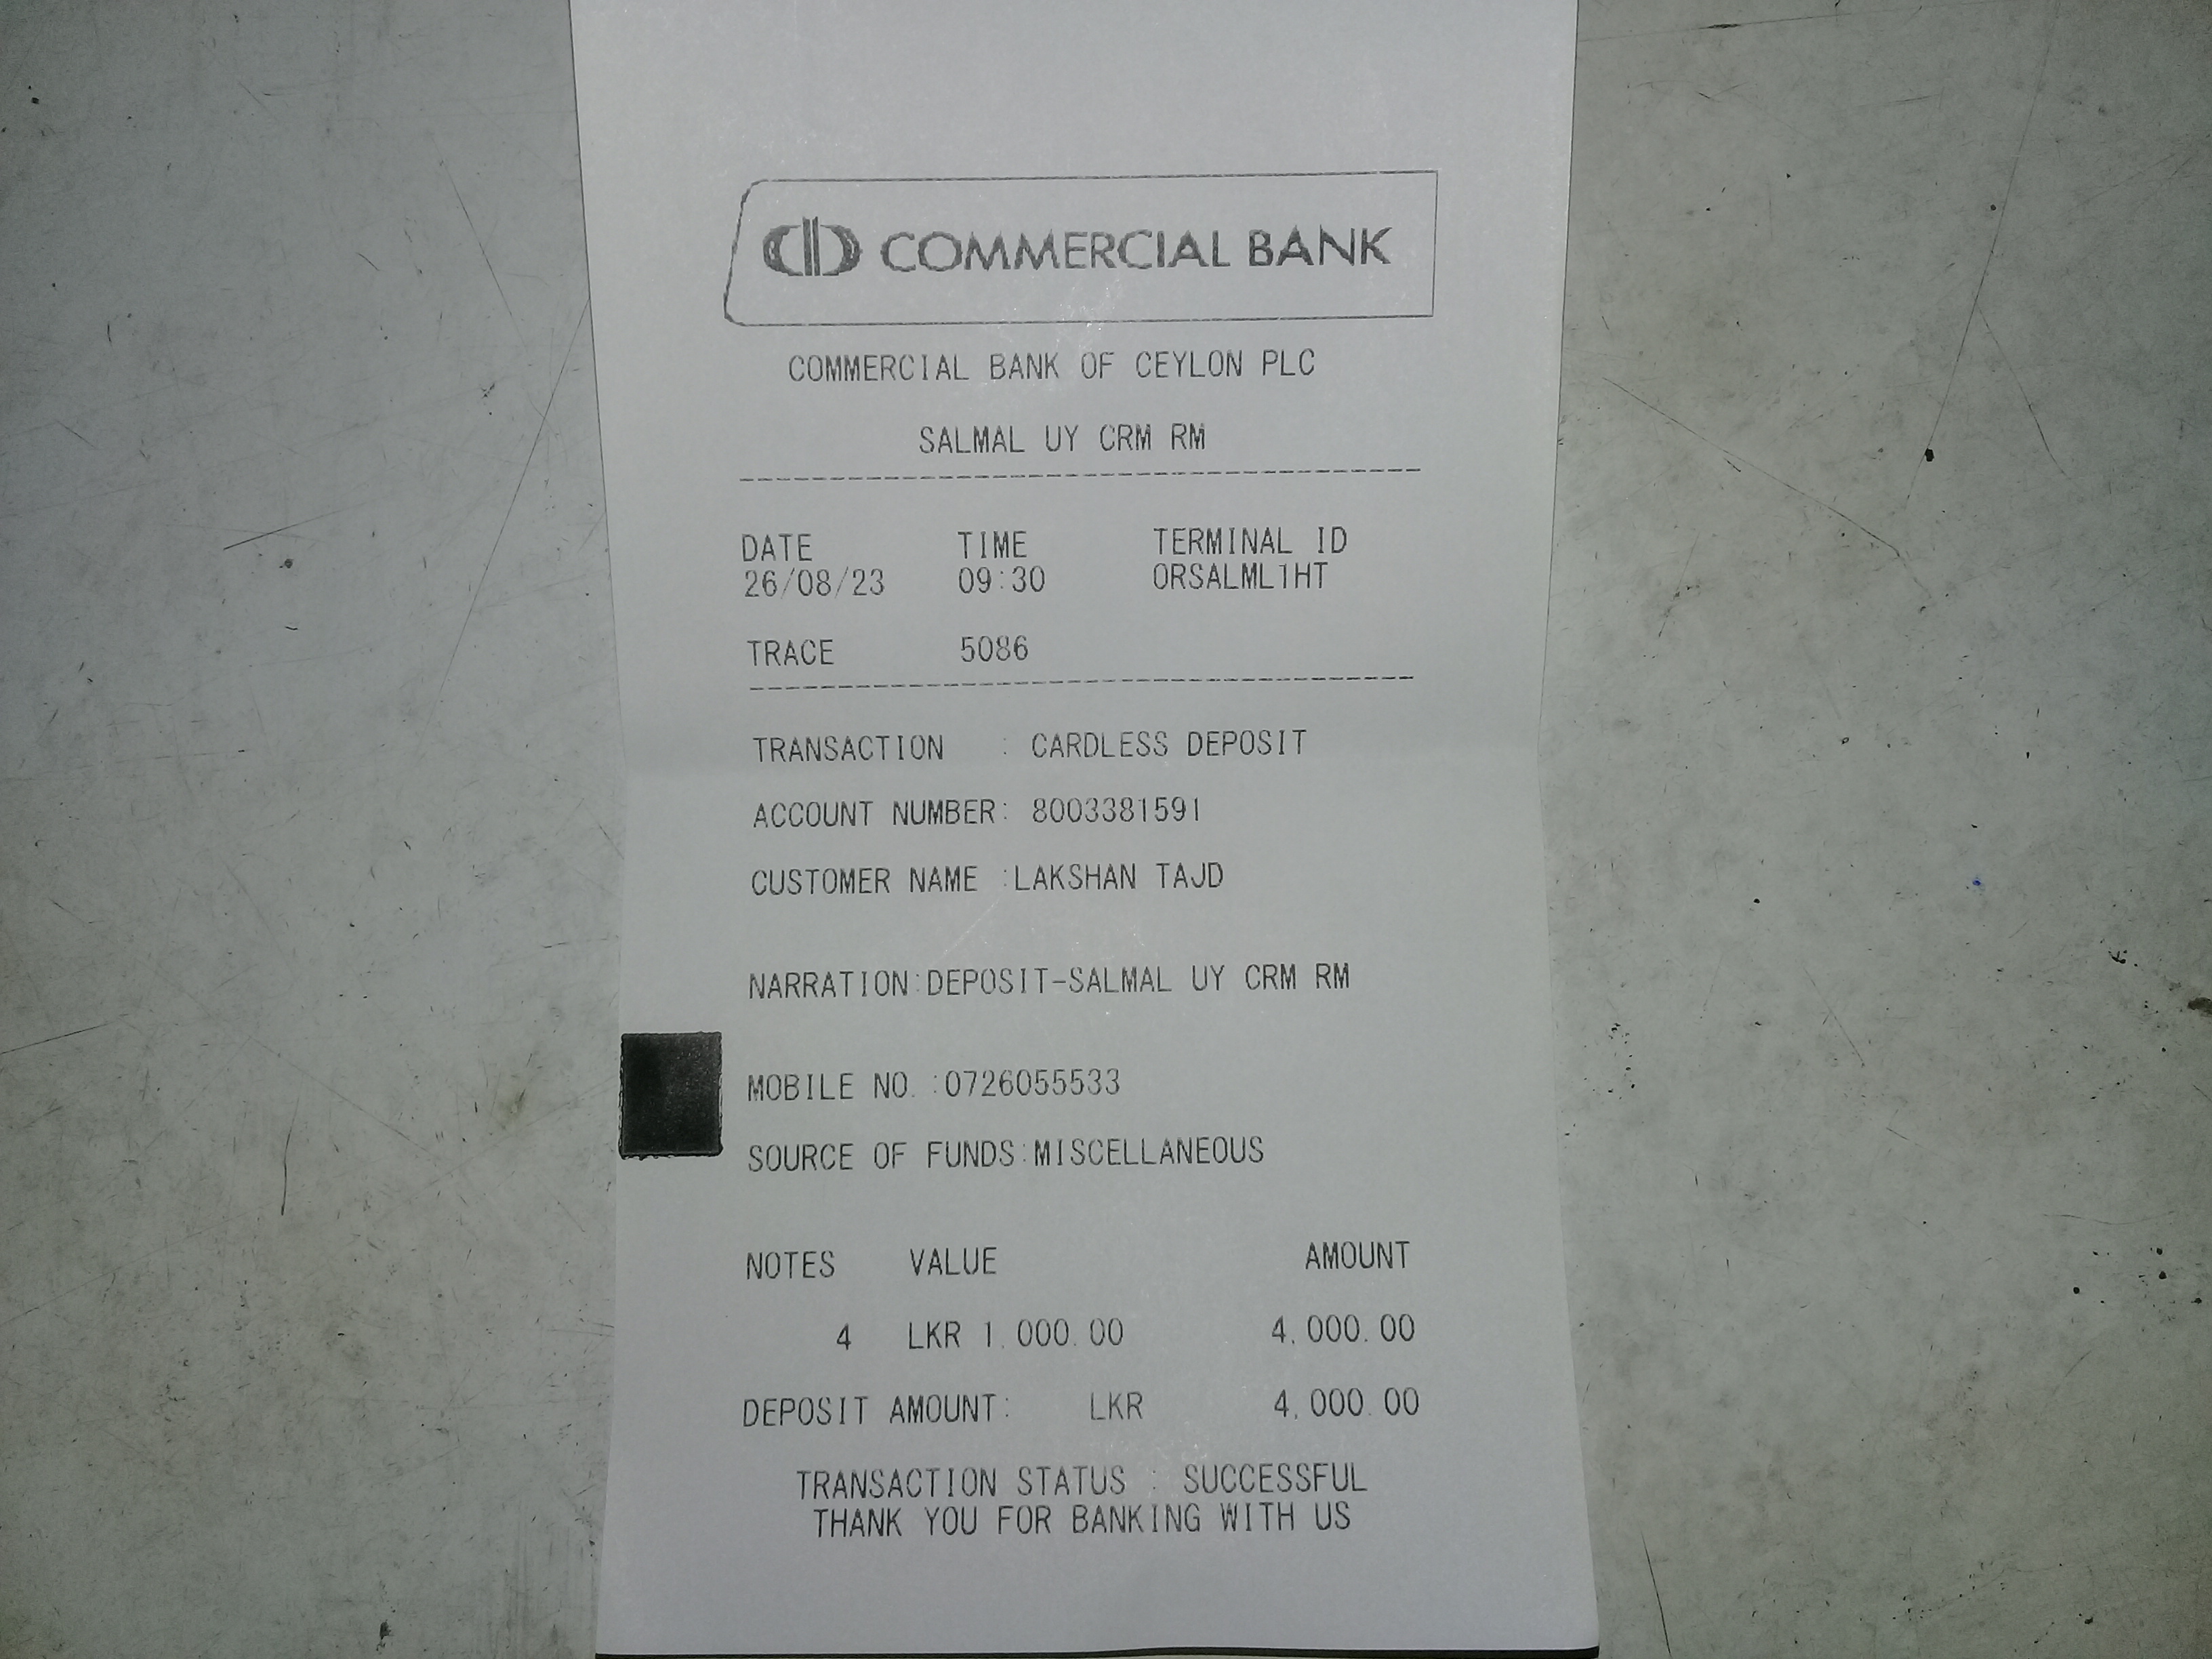 COMMERCIAL BANK
COMMERCIAL BANK OF CEYLON PLC
SALMAL UY CRM RM
--------------------------------------
DATE TIME TERMINAL ID
26/08/23 09:30 ORSALML1HT
TRACE 5086
--------------------------------------
TRANSACTION : CARDLESS DEPOSIT
ACCOUNT NUMBER: 8003381591
CUSTOMER NAME :LAKSHAN TAJD
NARRATION:DEPOSIT-SALMAL UY CRM RM
MOBILE NO.:0726055533
SOURCE OF FUNDS:MISCELLANEOUS
NOTES VALUE AMOUNT
4 LKR 1,000.00 4,000.00
DEPOSIT AMOUNT: LKR 4,000.00
TRANSACTION STATUS : SUCCESSFUL
THANK YOU FOR BANKING WITH US